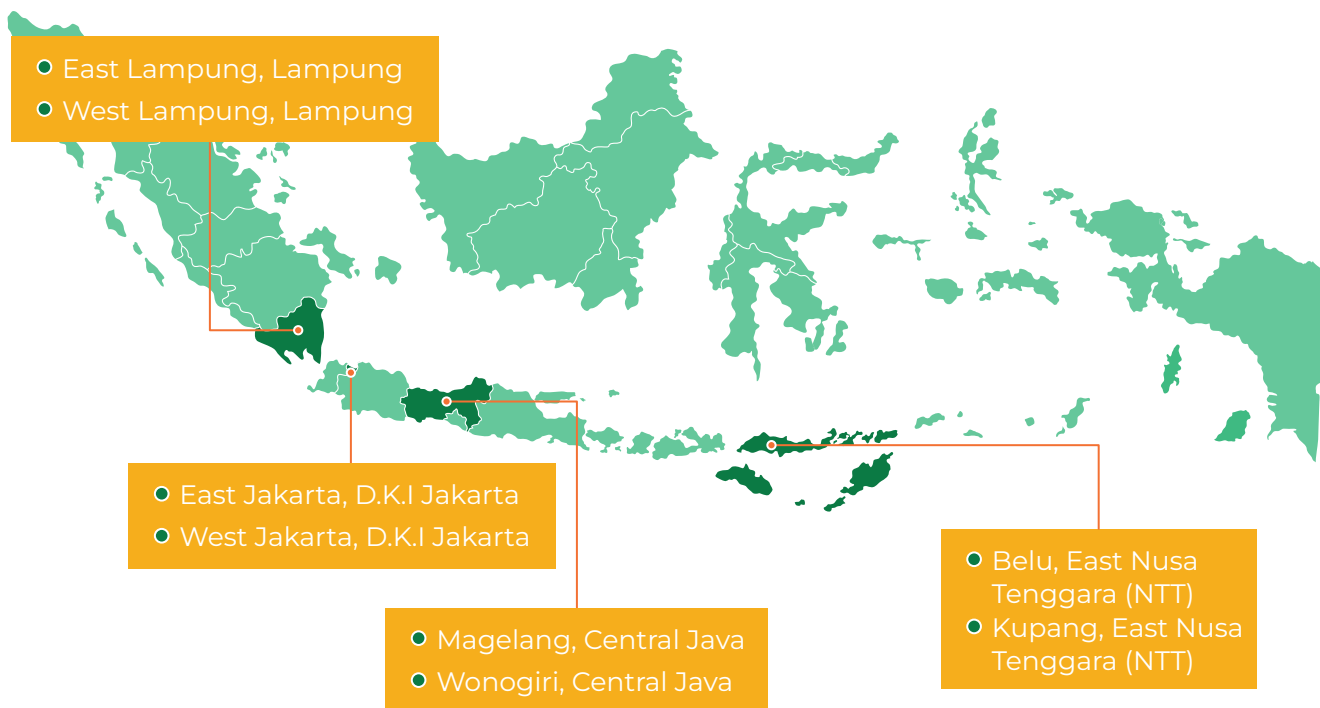 East Lampung, Lampung
West Lampung, Lampung
East Jakarta, D.K.I Jakarta
West Jakarta, D.K.I Jakarta
Magelang, Central Java
Wonogiri, Central Java
Belu, East Nusa
Tenggara (NTT)
Kupang, East Nusa
Tenggara (NTT)